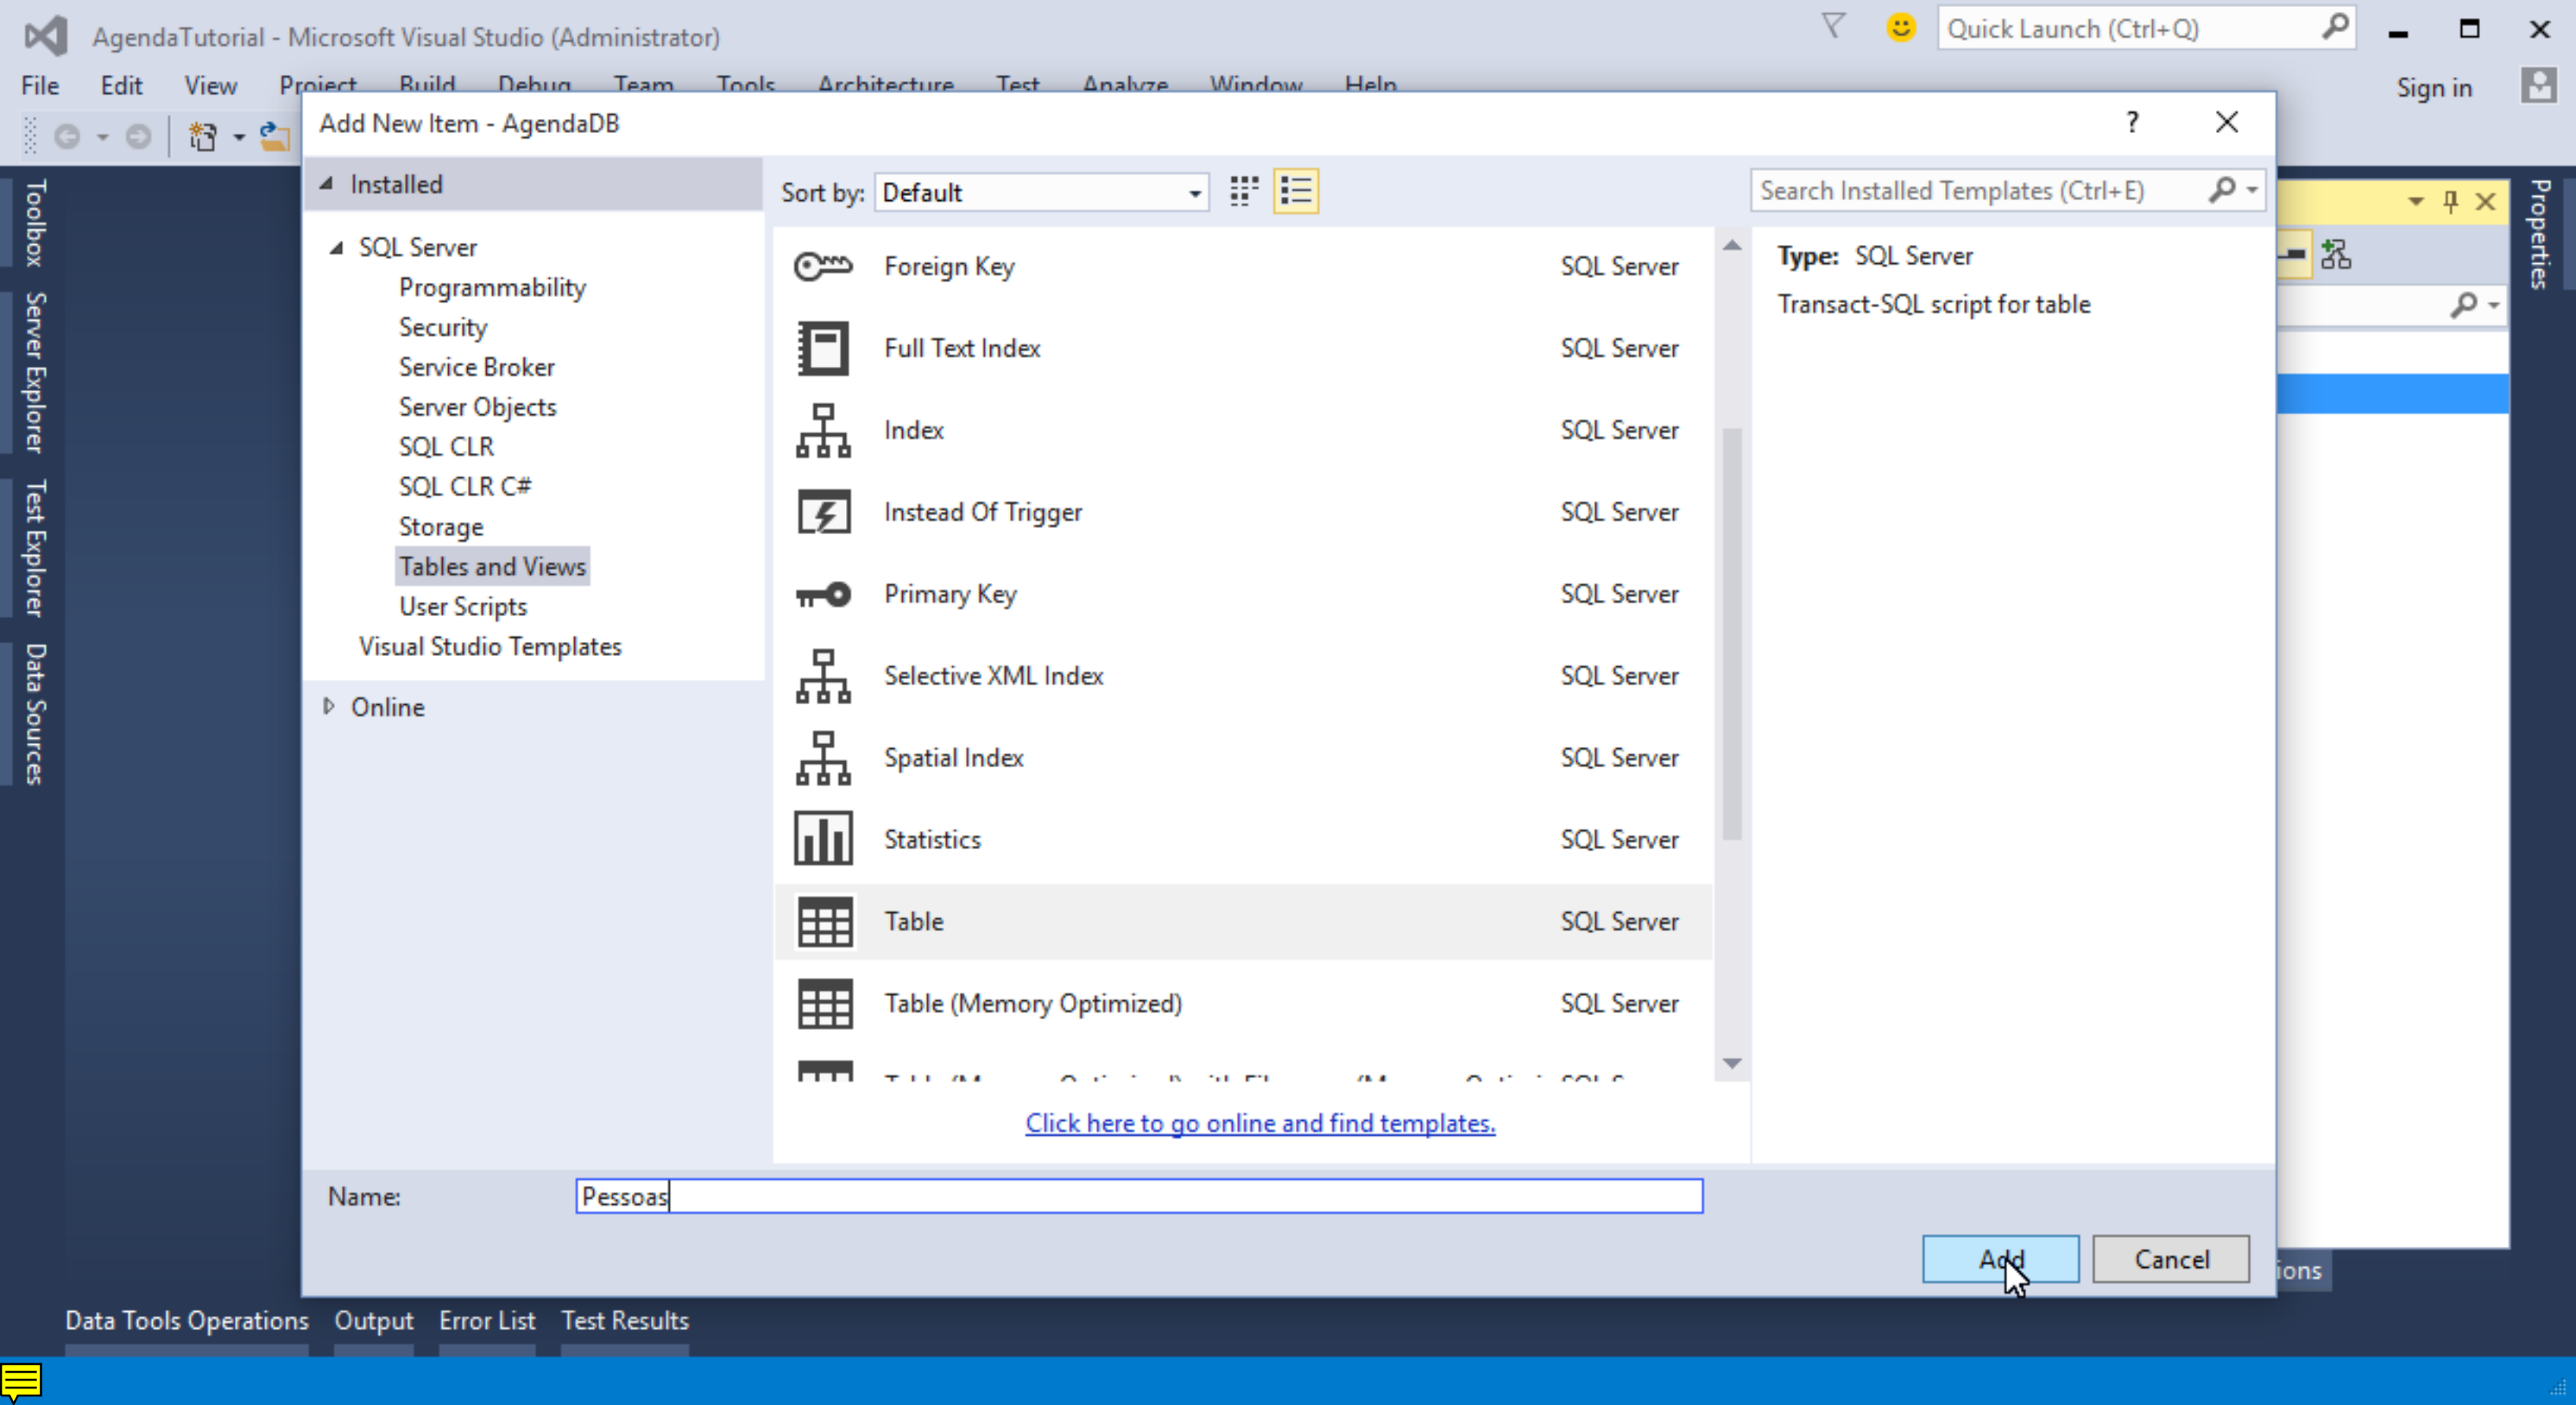 AgendaTutorial - Microsoft Visual Studio (Administrator)
Quick Launch (Ctrl+Q)
File Edit View Project Build Debug Team Tools Architecture Test Analyze Window Help
Sign in
Add New Item - AgendaDB
?
Installed
Sort by: Default
Search Installed Templates (Ctrl+E)
SQL Server
Programmability
Security
Service Broker
Server Objects
SQL CLR
SQL CLR C#
Storage
Tables and Views
User Scripts
Visual Studio Templates
Online
Foreign Key SQL Server
Full Text Index SQL Server
Index SQL Server
Instead Of Trigger SQL Server
Primary Key SQL Server
Selective XML Index SQL Server
Spatial Index SQL Server
Statistics SQL Server
Table SQL Server
Table (Memory Optimized) SQL Server
Click here to go online and find templates.
Type: SQL Server
Transact-SQL script for table
Name: Pessoas
Add Cancel
Toolbox
Server Explorer
Test Explorer
Data Sources
Properties
ions
Data Tools Operations Output Error List Test Results